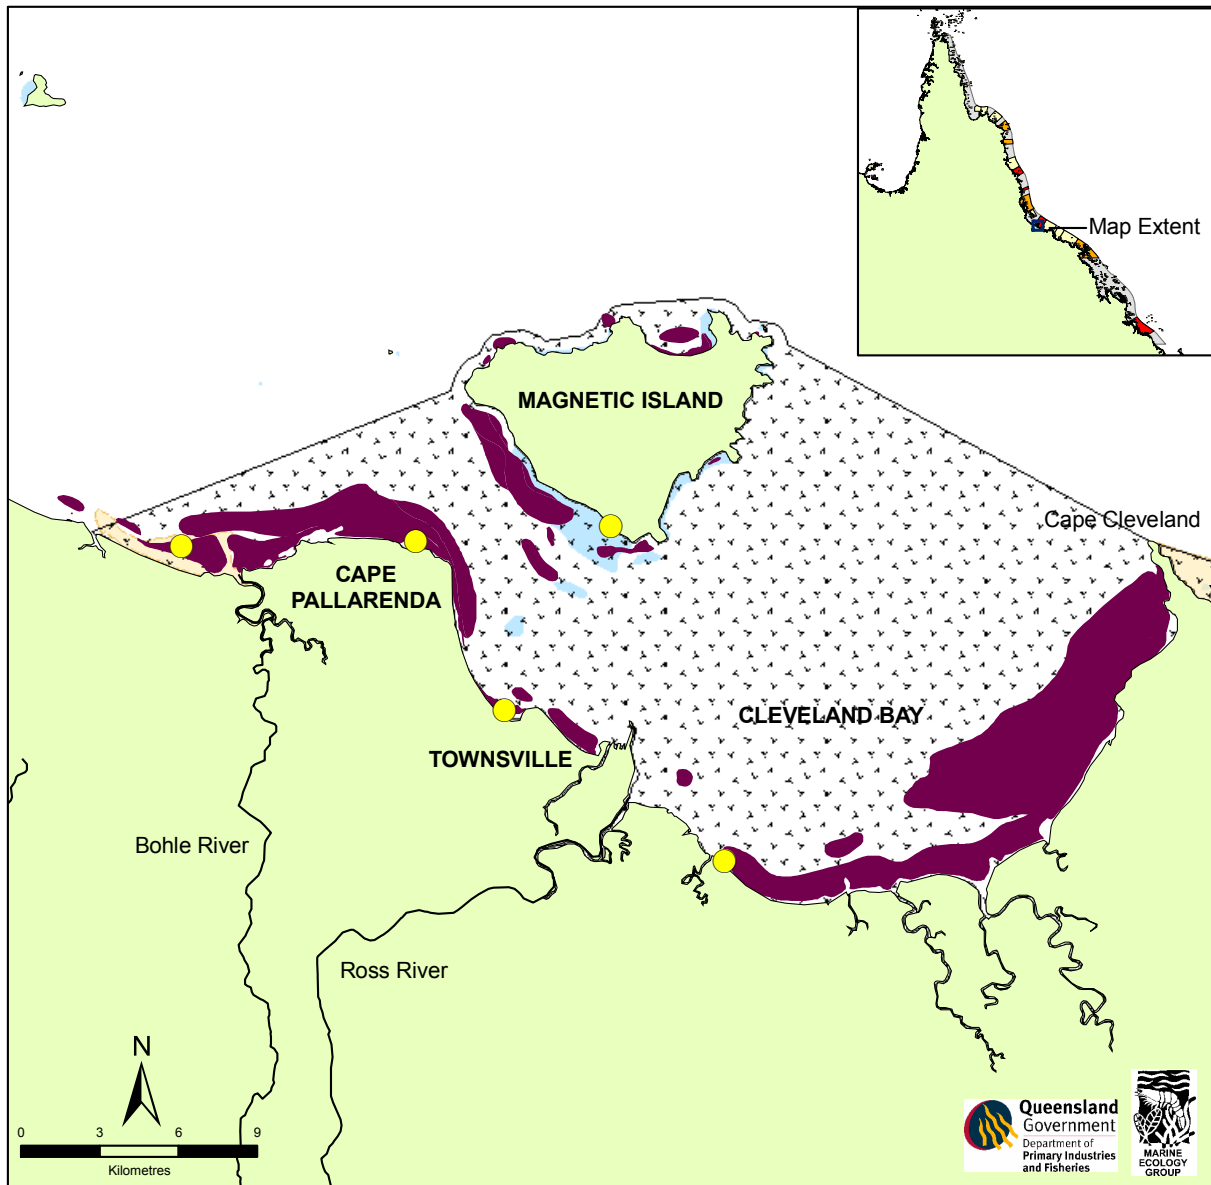 Map Extent
MAGNETIC ISLAND
Cape Cleveland
CAPE
PALLARENDA
CLEVELAND BAY
TOWNSVILLE
Bohle River
Ross River
N
0 3 6 9
Kilometres
Queensland
Government
Department of
Primary Industries
and Fisheries
MARINE
ECOLOGY
GROUP